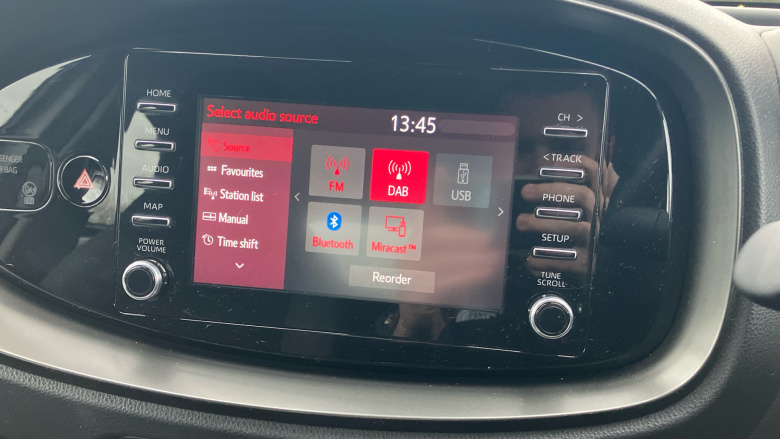 HOME
MENU
AUDIO
MAP
POWER
VOLUME
Select audio source
13:45
Source
Favourites
Station list
Manual
Time shift
FM
DAB
USB
Bluetooth
Miracast™
Reorder
CH >
< TRACK
PHONE
SETUP
TUNE
SCROLL